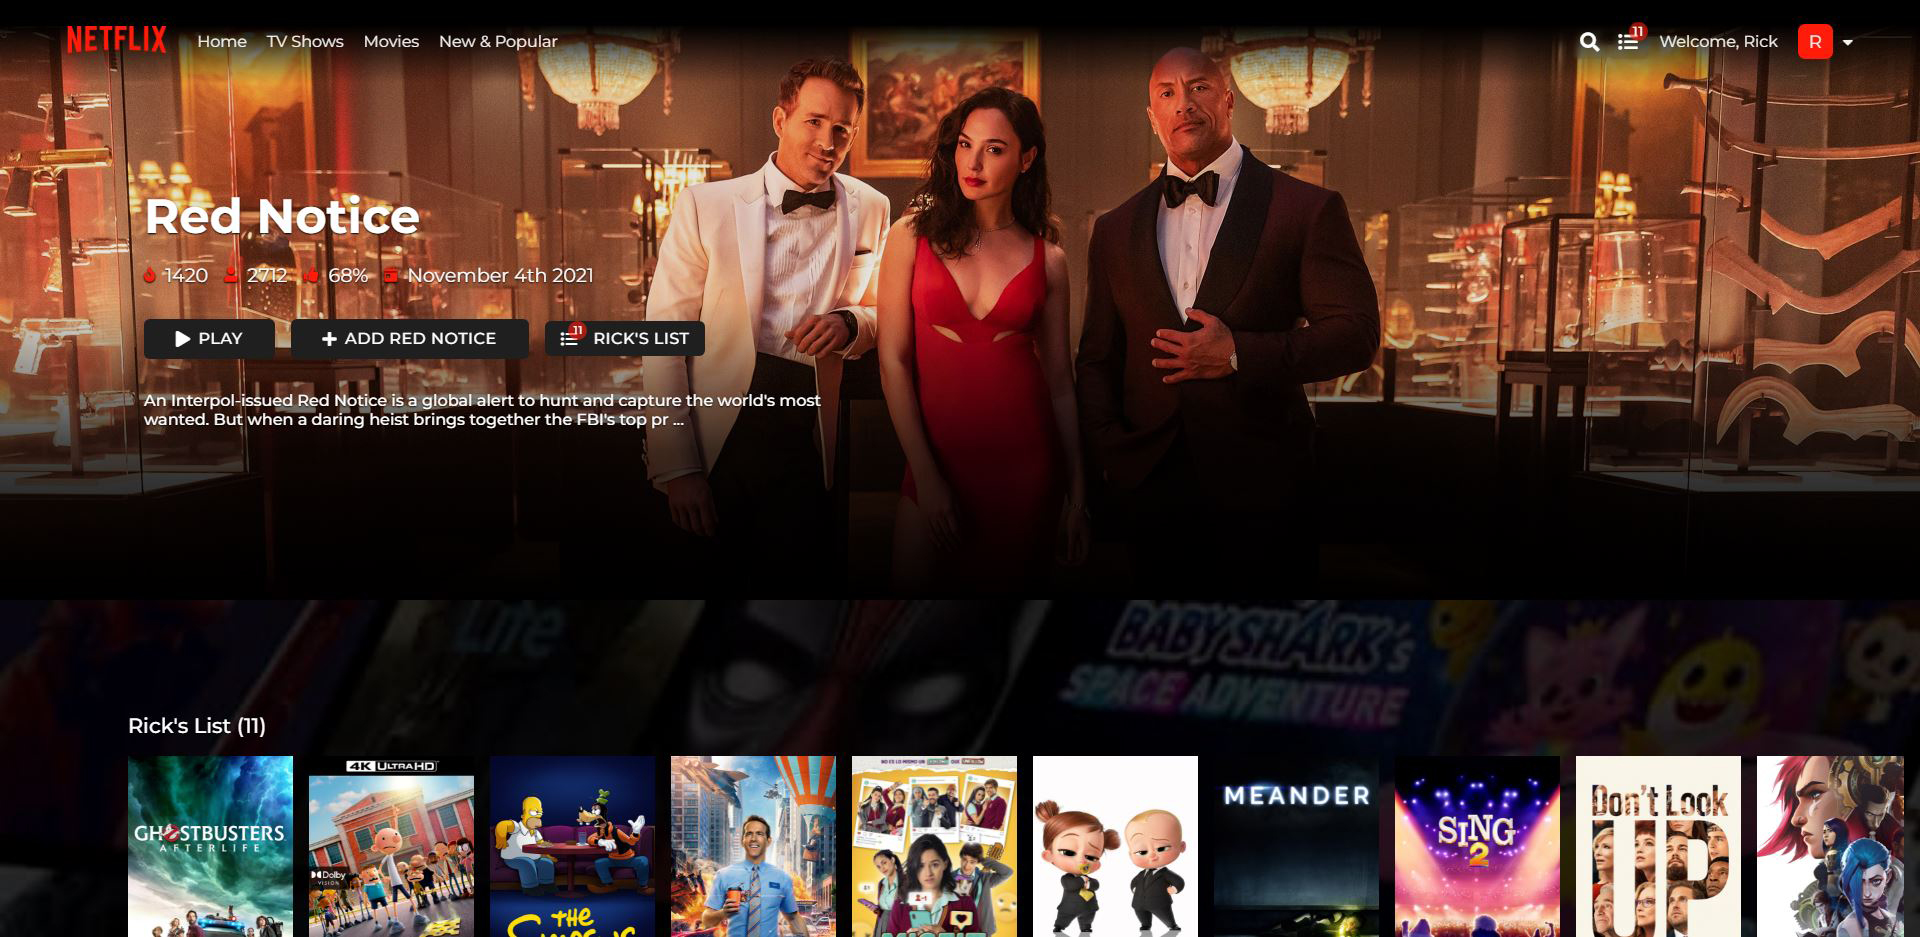 NETFLIX Home TV Shows Movies New & Popular 11 Welcome, Rick R
Red Notice
1420 2712 68% November 4th 2021
PLAY ADD RED NOTICE 11 RICK'S LIST
An Interpol-issued Red Notice is a global alert to hunt and capture the world's most
wanted. But when a daring heist brings together the FBI's top pr ...
Life
BABY SHARK's
SPACE ADVENTURE
Rick's List (11)
4K ULTRA HD
GHOSTBUSTERS
AFTERLIFE
Dolby
VISION
THE
MEANDER
SiNG
2
Don't Look
UP